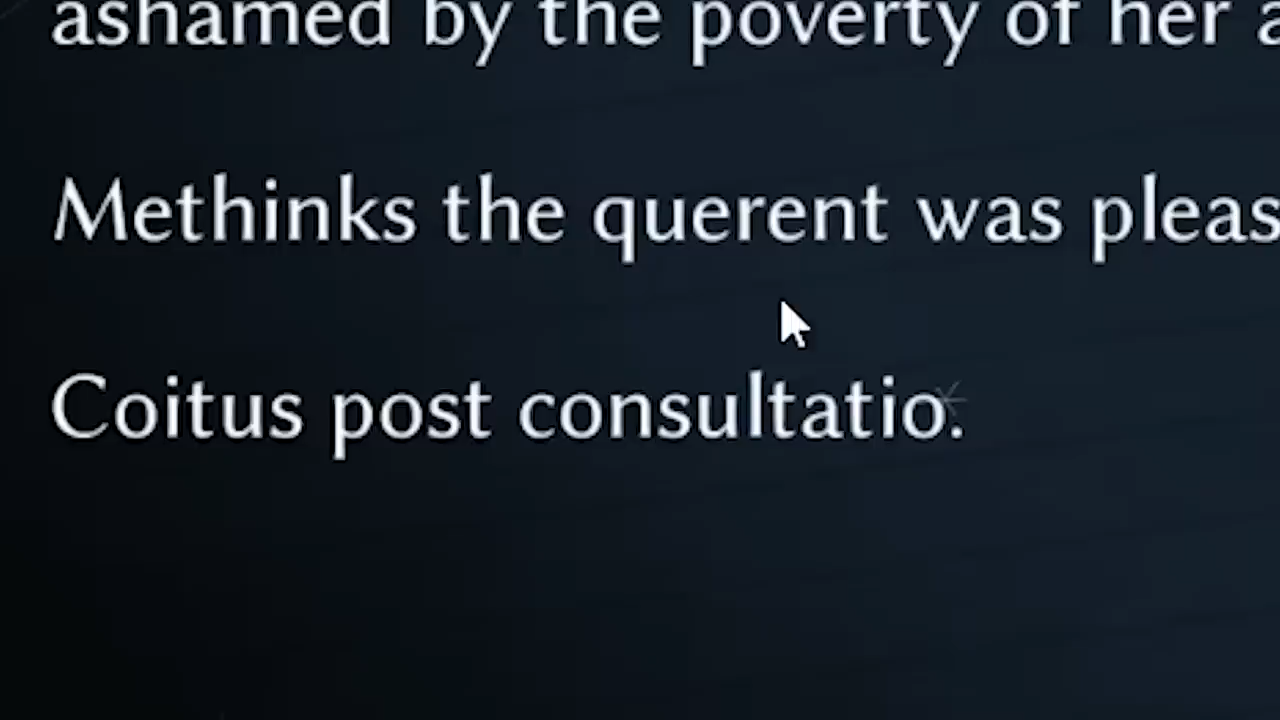 ashamed by the poverty of her a
Methinks the querent was pleas
Coitus post consultatio.